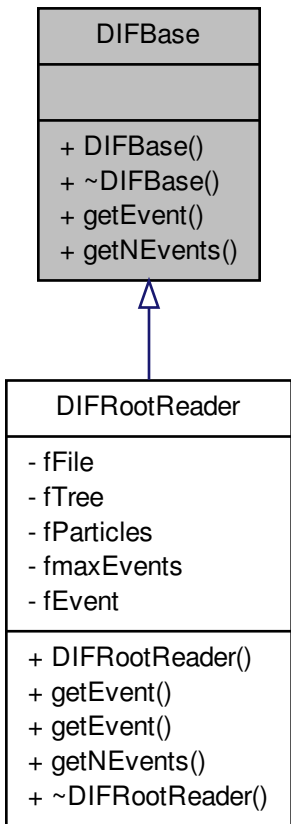 DIFBase
+ DIFBase()
+ ~DIFBase()
+ getEvent()
+ getNEvents()
DIFRootReader
- fFile
- fTree
- fParticles
- fmaxEvents
- fEvent
+ DIFRootReader()
+ getEvent()
+ getEvent()
+ getNEvents()
+ ~DIFRootReader()